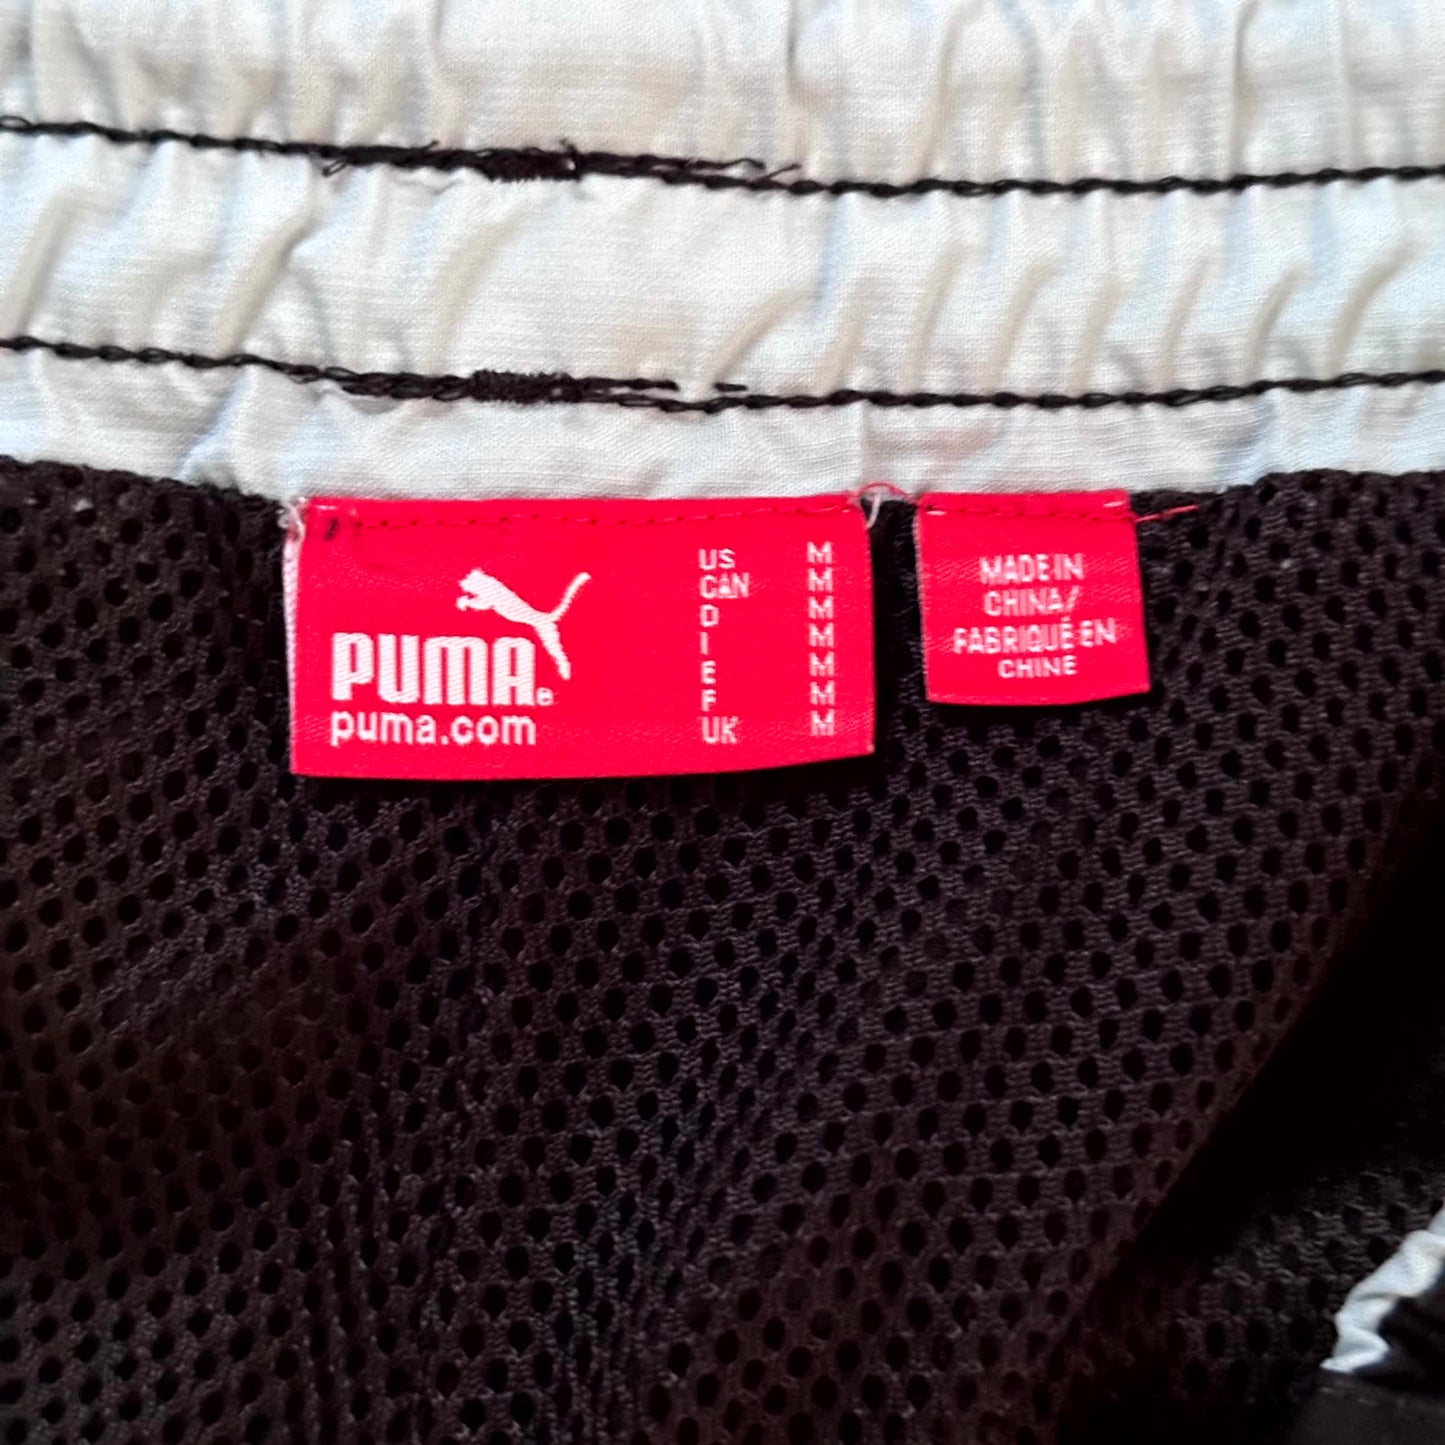 PUMA®
puma.com
US M
CAN M
D M
I M
E M
F M
UK M
MADE IN
CHINA/
FABRIQUÉ EN
CHINE